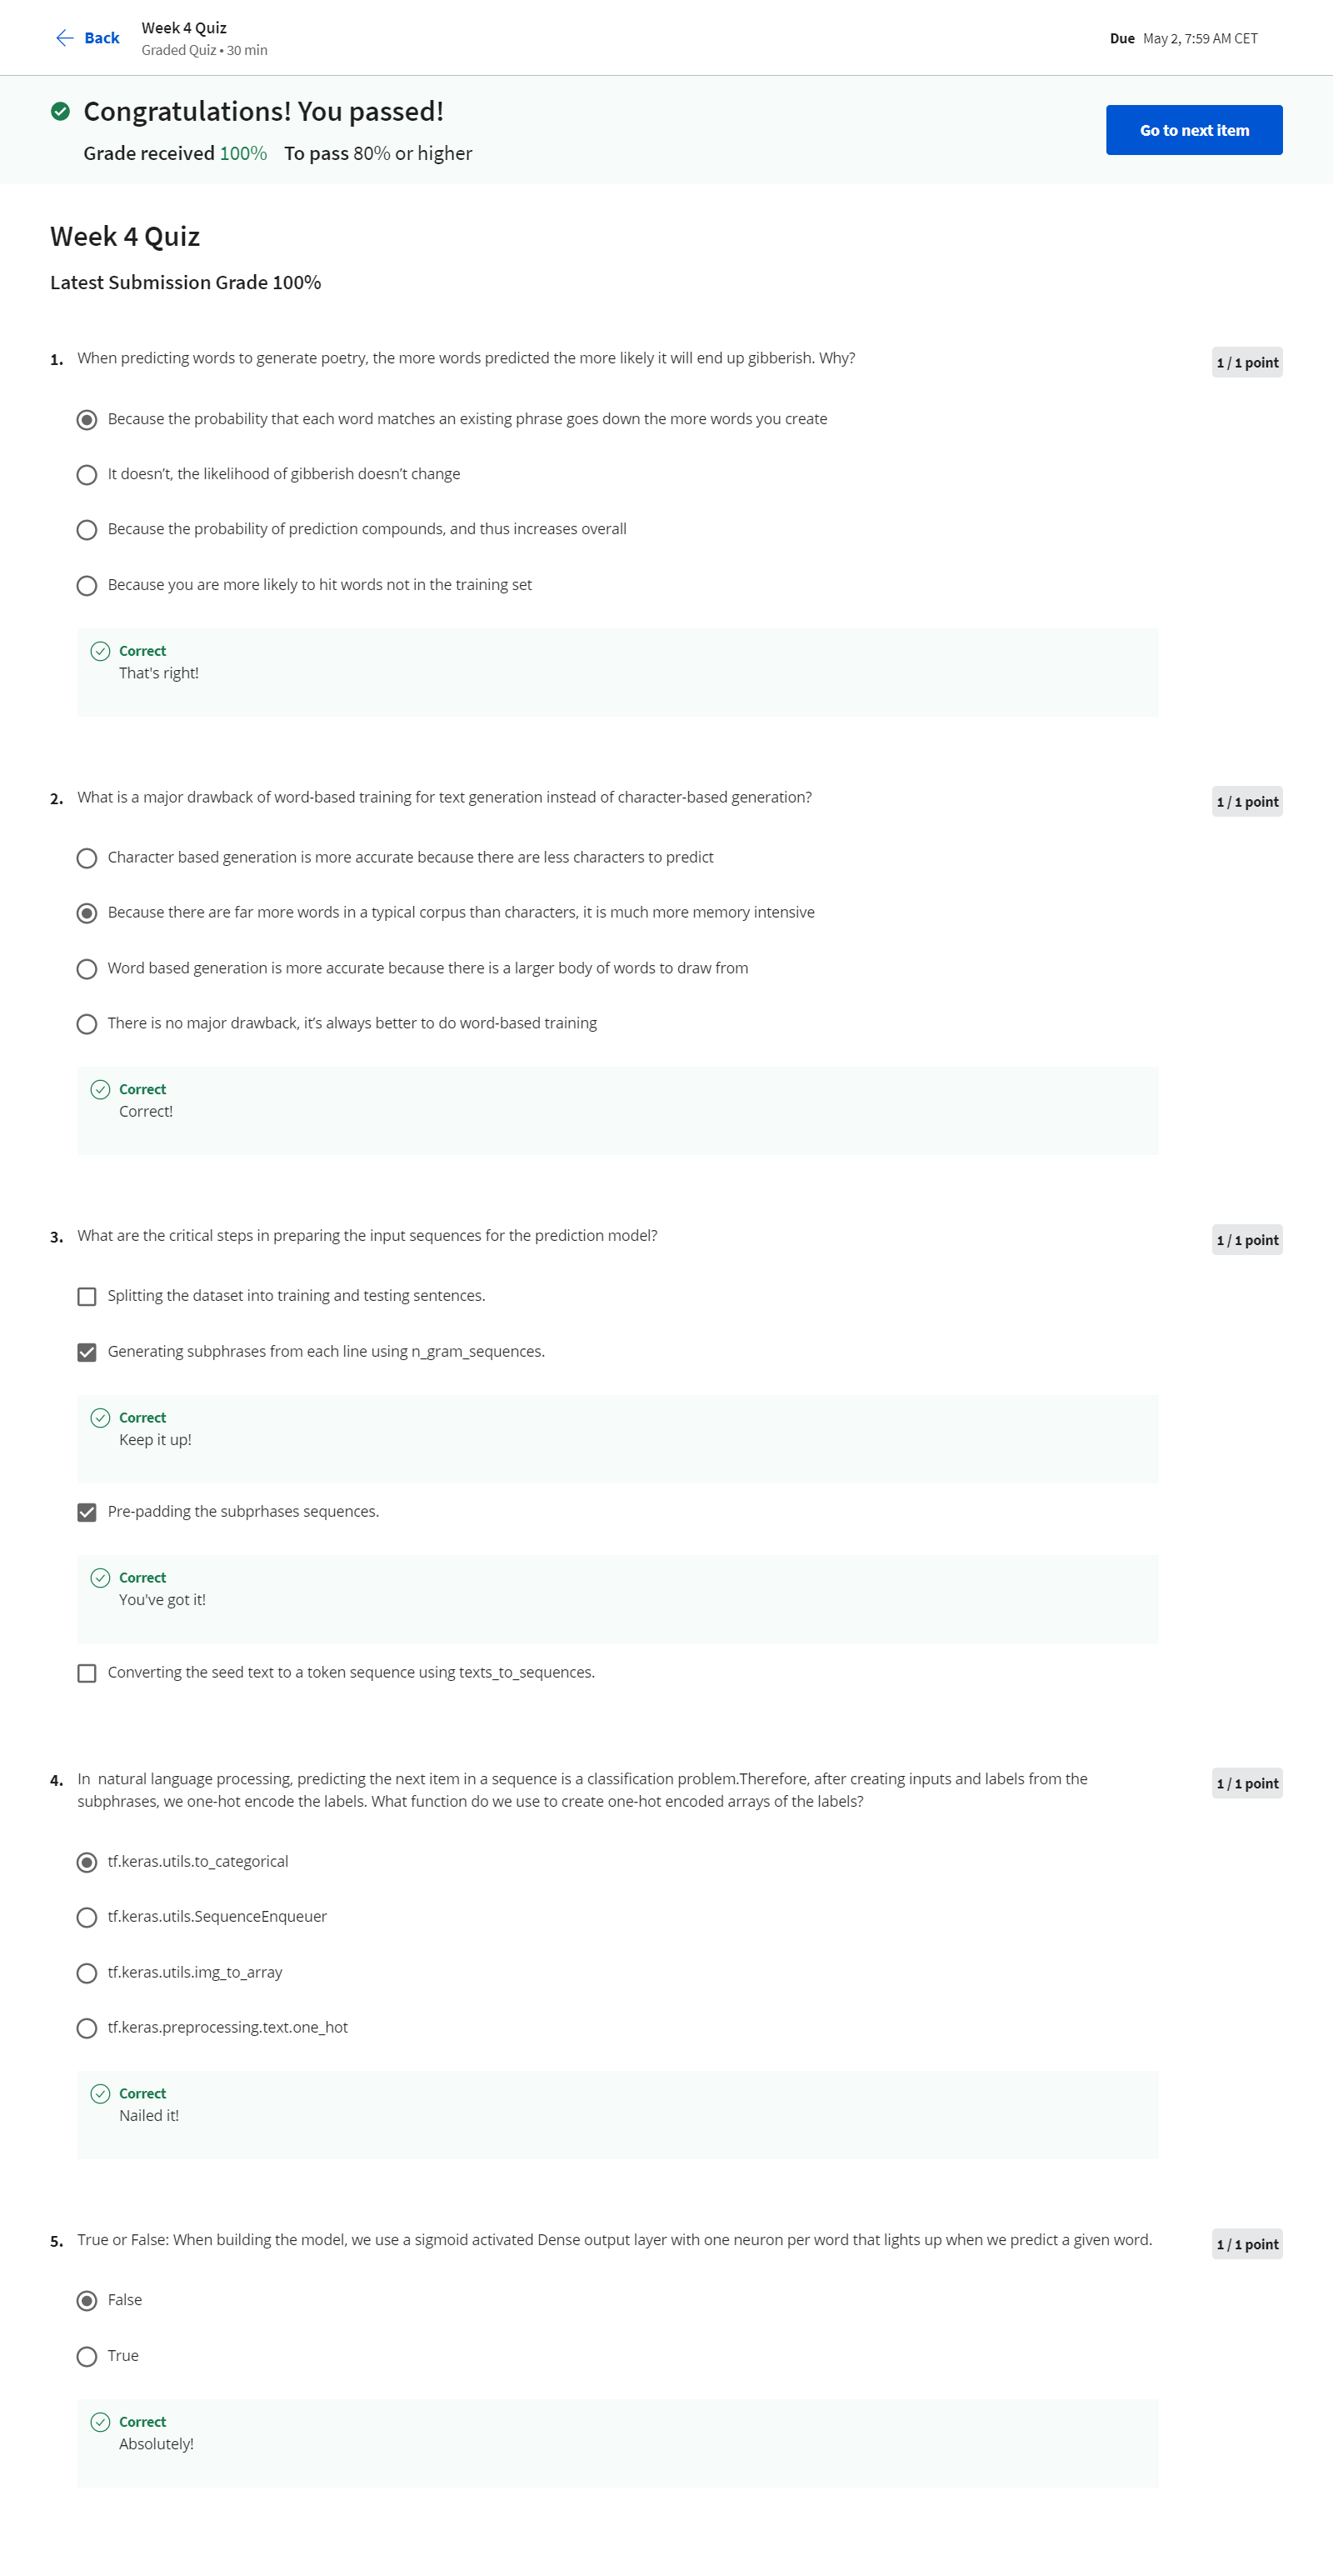 Back
Week 4 Quiz
Graded Quiz • 30 min
Due May 2, 7:59 AM CET
Congratulations! You passed!
Grade received 100% To pass 80% or higher
Go to next item
Week 4 Quiz
Latest Submission Grade 100%
1. When predicting words to generate poetry, the more words predicted the more likely it will end up gibberish. Why?
1 / 1 point
Because the probability that each word matches an existing phrase goes down the more words you create
It doesn’t, the likelihood of gibberish doesn’t change
Because the probability of prediction compounds, and thus increases overall
Because you are more likely to hit words not in the training set
Correct
That's right!
2. What is a major drawback of word-based training for text generation instead of character-based generation?
1 / 1 point
Character based generation is more accurate because there are less characters to predict
Because there are far more words in a typical corpus than characters, it is much more memory intensive
Word based generation is more accurate because there is a larger body of words to draw from
There is no major drawback, it’s always better to do word-based training
Correct
Correct!
3. What are the critical steps in preparing the input sequences for the prediction model?
1 / 1 point
Splitting the dataset into training and testing sentences.
Generating subphrases from each line using n_gram_sequences.
Correct
Keep it up!
Pre-padding the subprhases sequences.
Correct
You've got it!
Converting the seed text to a token sequence using texts_to_sequences.
4. In natural language processing, predicting the next item in a sequence is a classification problem.Therefore, after creating inputs and labels from the
subphrases, we one-hot encode the labels. What function do we use to create one-hot encoded arrays of the labels?
1 / 1 point
tf.keras.utils.to_categorical
tf.keras.utils.SequenceEnqueuer
tf.keras.utils.img_to_array
tf.keras.preprocessing.text.one_hot
Correct
Nailed it!
5. True or False: When building the model, we use a sigmoid activated Dense output layer with one neuron per word that lights up when we predict a given word.
1 / 1 point
False
True
Correct
Absolutely!